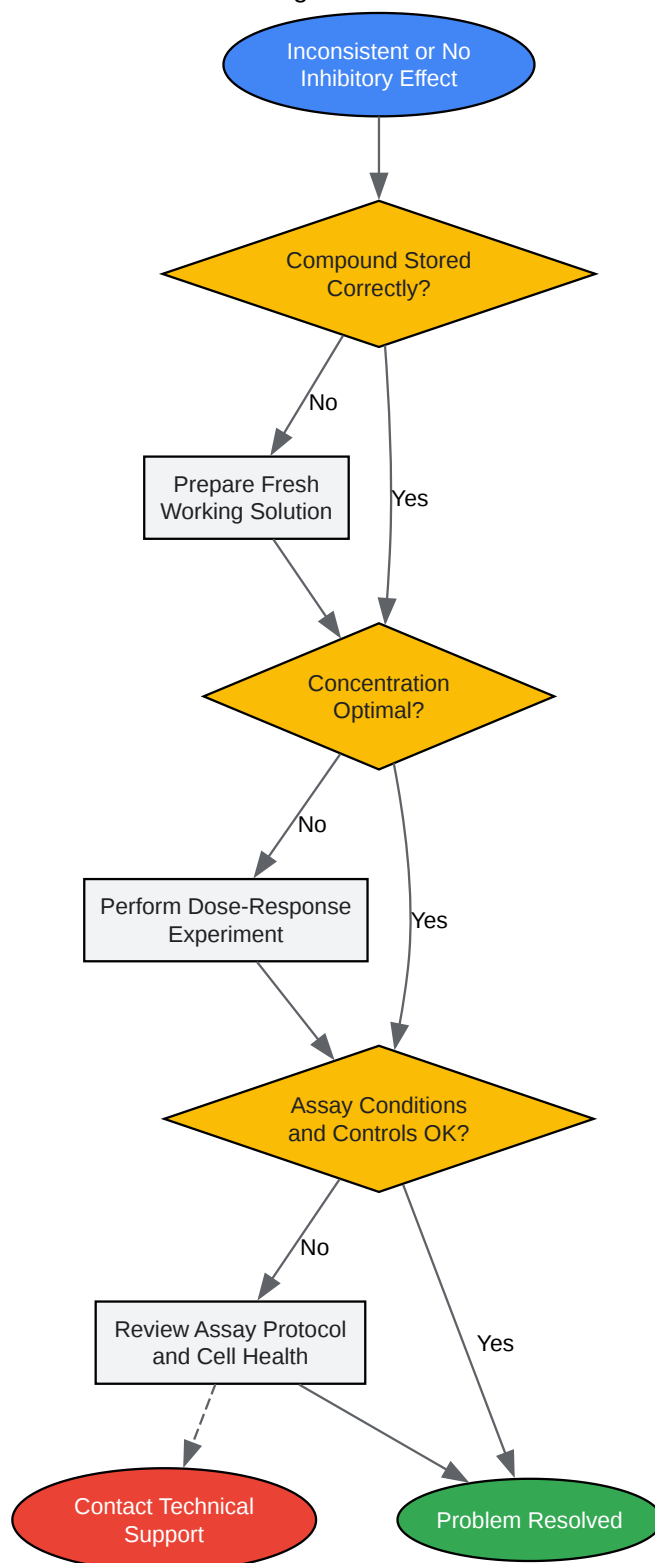 Inconsistent or No
Inhibitory Effect
Compound Stored
Correctly?
No
Prepare Fresh
Working Solution
Yes
Concentration
Optimal?
No
Perform Dose-Response
Experiment
Yes
Assay Conditions
and Controls OK?
No
Review Assay Protocol
and Cell Health
Yes
Contact Technical
Support
Problem Resolved